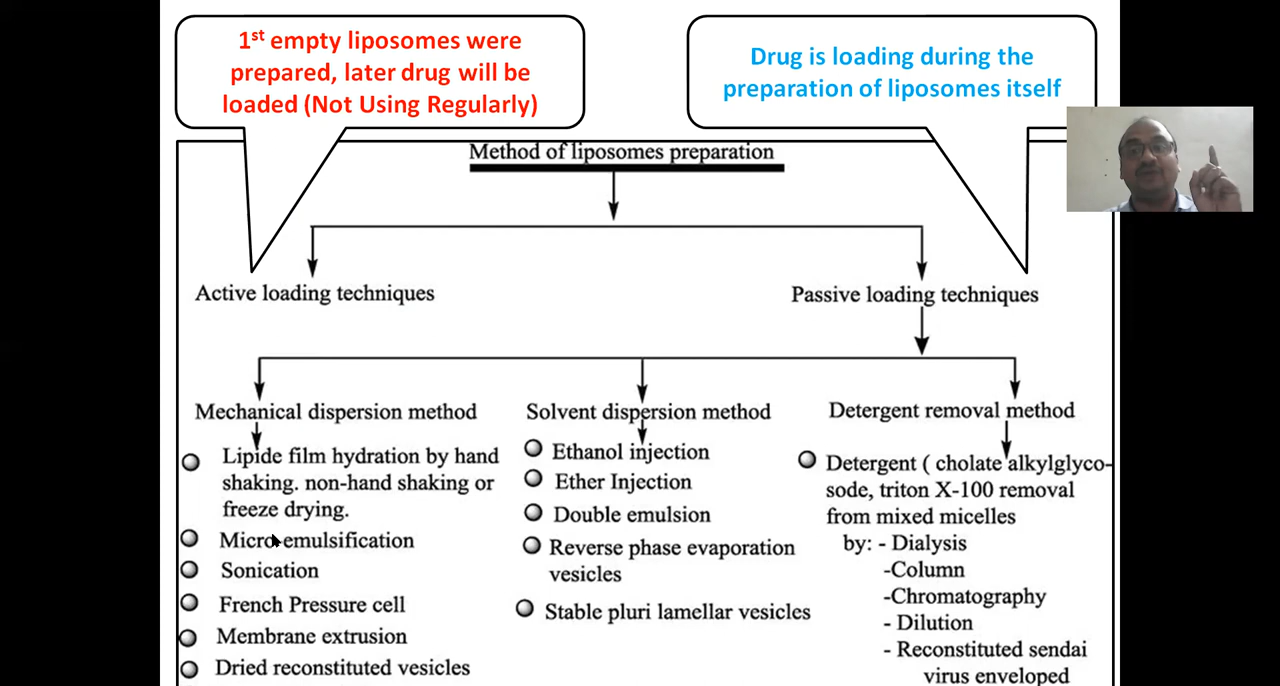 1st empty liposomes were
prepared, later drug will be
loaded (Not Using Regularly)
Drug is loading during the
preparation of liposomes itself
Method of liposomes preparation
Active loading techniques
Passive loading techniques
Mechanical dispersion method
Lipide film hydration by hand
shaking. non-hand shaking or
freeze drying.
Micro emulsification
Sonication
French Pressure cell
Membrane extrusion
Dried reconstituted vesicles
Solvent dispersion method
Ethanol injection
Ether Injection
Double emulsion
Reverse phase evaporation
vesicles
Stable pluri lamellar vesicles
Detergent removal method
Detergent ( cholate alkylglyco-
sode, triton X-100 removal
from mixed micelles
by: - Dialysis
-Column
-Chromatography
- Dilution
- Reconstituted sendai
virus enveloped